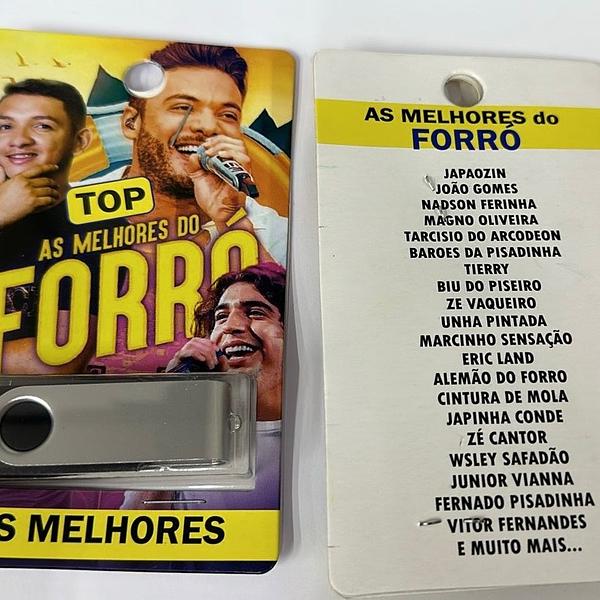 TOP
AS MELHORES DO
FORRÓ
S MELHORES
AS MELHORES do
FORRÓ
JAPAOZIN
JOÃO GOMES
NADSON FERINHA
MAGNO OLIVEIRA
TARCISIO DO ARCODEON
BAROES DA PISADINHA
TIERRY
BIU DO PISEIRO
ZE VAQUEIRO
UNHA PINTADA
MARCINHO SENSAÇÃO
ERIC LAND
ALEMÃO DO FORRO
CINTURA DE MOLA
JAPINHA CONDE
ZÉ CANTOR
WSLEY SAFADÃO
JUNIOR VIANNA
FERNADO PISADINHA
VITOR FERNANDES
E MUITO MAIS...